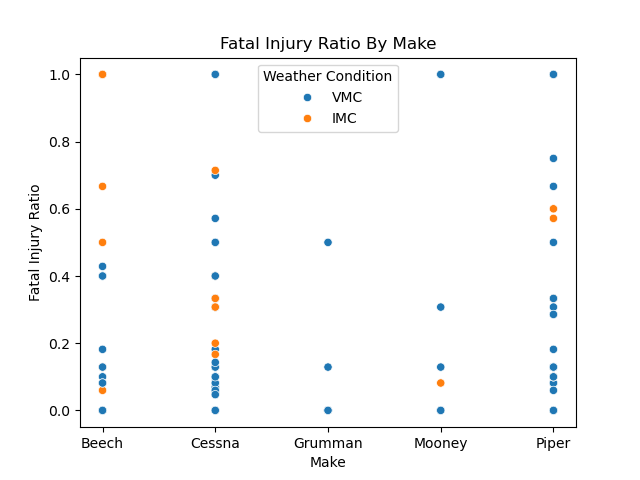 Fatal Injury Ratio By Make
Weather Condition
VMC
IMC
Fatal Injury Ratio
1.0
0.8
0.6
0.4
0.2
0.0
Beech Cessna Grumman Mooney Piper
Make